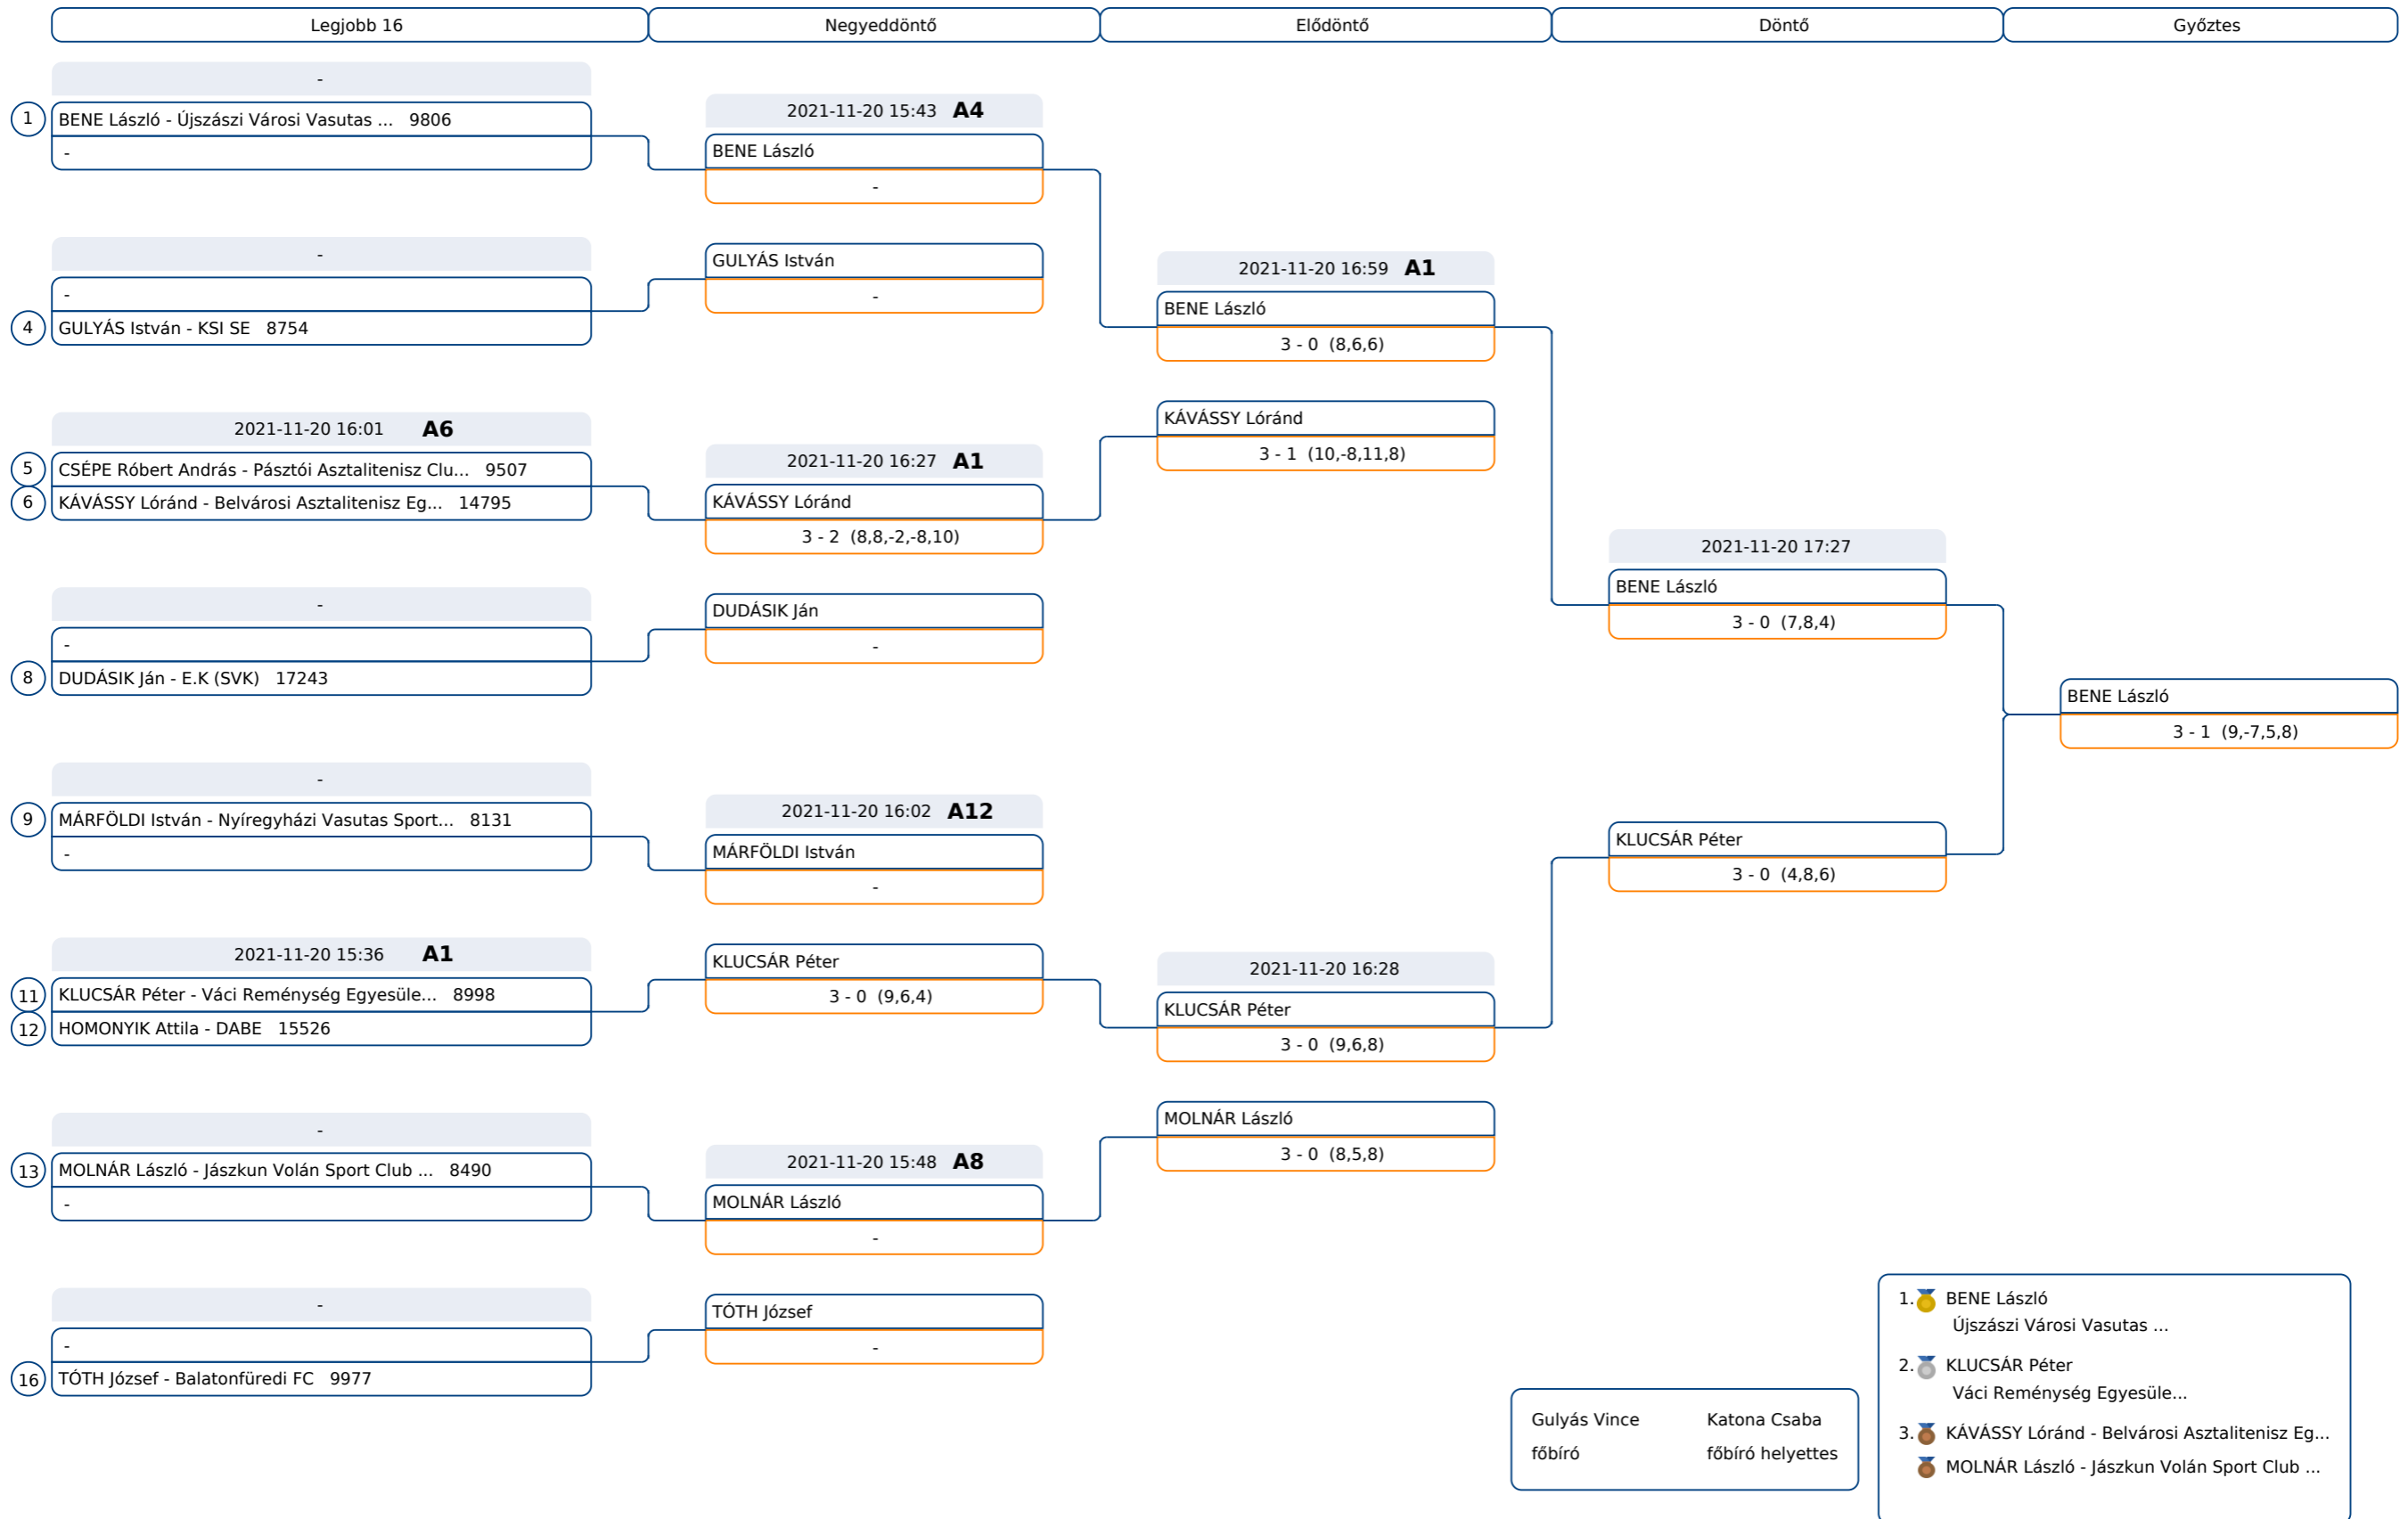 Legjobb 16
Negyeddöntő
Elődöntő
Döntő
Győztes
-
1
BENE László - Újszászi Városi Vasutas ... 9806
-
-
-
4
GULYÁS István - KSI SE 8754
2021-11-20 16:01 A6
5
CSÉPE Róbert András - Pásztói Asztalitenisz Clu... 9507
6
KÁVÁSSY Lóránd - Belvárosi Asztalitenisz Eg... 14795
-
-
8
DUDÁSIK Ján - E.K (SVK) 17243
-
9
MÁRFÖLDI István - Nyíregyházi Vasutas Sport... 8131
-
2021-11-20 15:36 A1
11
KLUCSÁR Péter - Váci Reménység Egyesüle... 8998
12
HOMONYIK Attila - DABE 15526
-
13
MOLNÁR László - Jászkun Volán Sport Club ... 8490
-
-
-
16
TÓTH József - Balatonfüredi FC 9977
2021-11-20 15:43 A4
BENE László
-
GULYÁS István
-
2021-11-20 16:27 A1
KÁVÁSSY Lóránd
3 - 2 (8,8,-2,-8,10)
DUDÁSIK Ján
-
2021-11-20 16:02 A12
MÁRFÖLDI István
-
KLUCSÁR Péter
3 - 0 (9,6,4)
2021-11-20 15:48 A8
MOLNÁR László
-
TÓTH József
-
2021-11-20 16:59 A1
BENE László
3 - 0 (8,6,6)
KÁVÁSSY Lóránd
3 - 1 (10,-8,11,8)
2021-11-20 16:28
KLUCSÁR Péter
3 - 0 (9,6,8)
MOLNÁR László
3 - 0 (8,5,8)
2021-11-20 17:27
BENE László
3 - 0 (7,8,4)
KLUCSÁR Péter
3 - 0 (4,8,6)
BENE László
3 - 1 (9,-7,5,8)
Gulyás Vince
főbíró
Katona Csaba
főbíró helyettes
1. BENE László
Újszászi Városi Vasutas ...
2. KLUCSÁR Péter
Váci Reménység Egyesüle...
3. KÁVÁSSY Lóránd - Belvárosi Asztalitenisz Eg...
MOLNÁR László - Jászkun Volán Sport Club ...